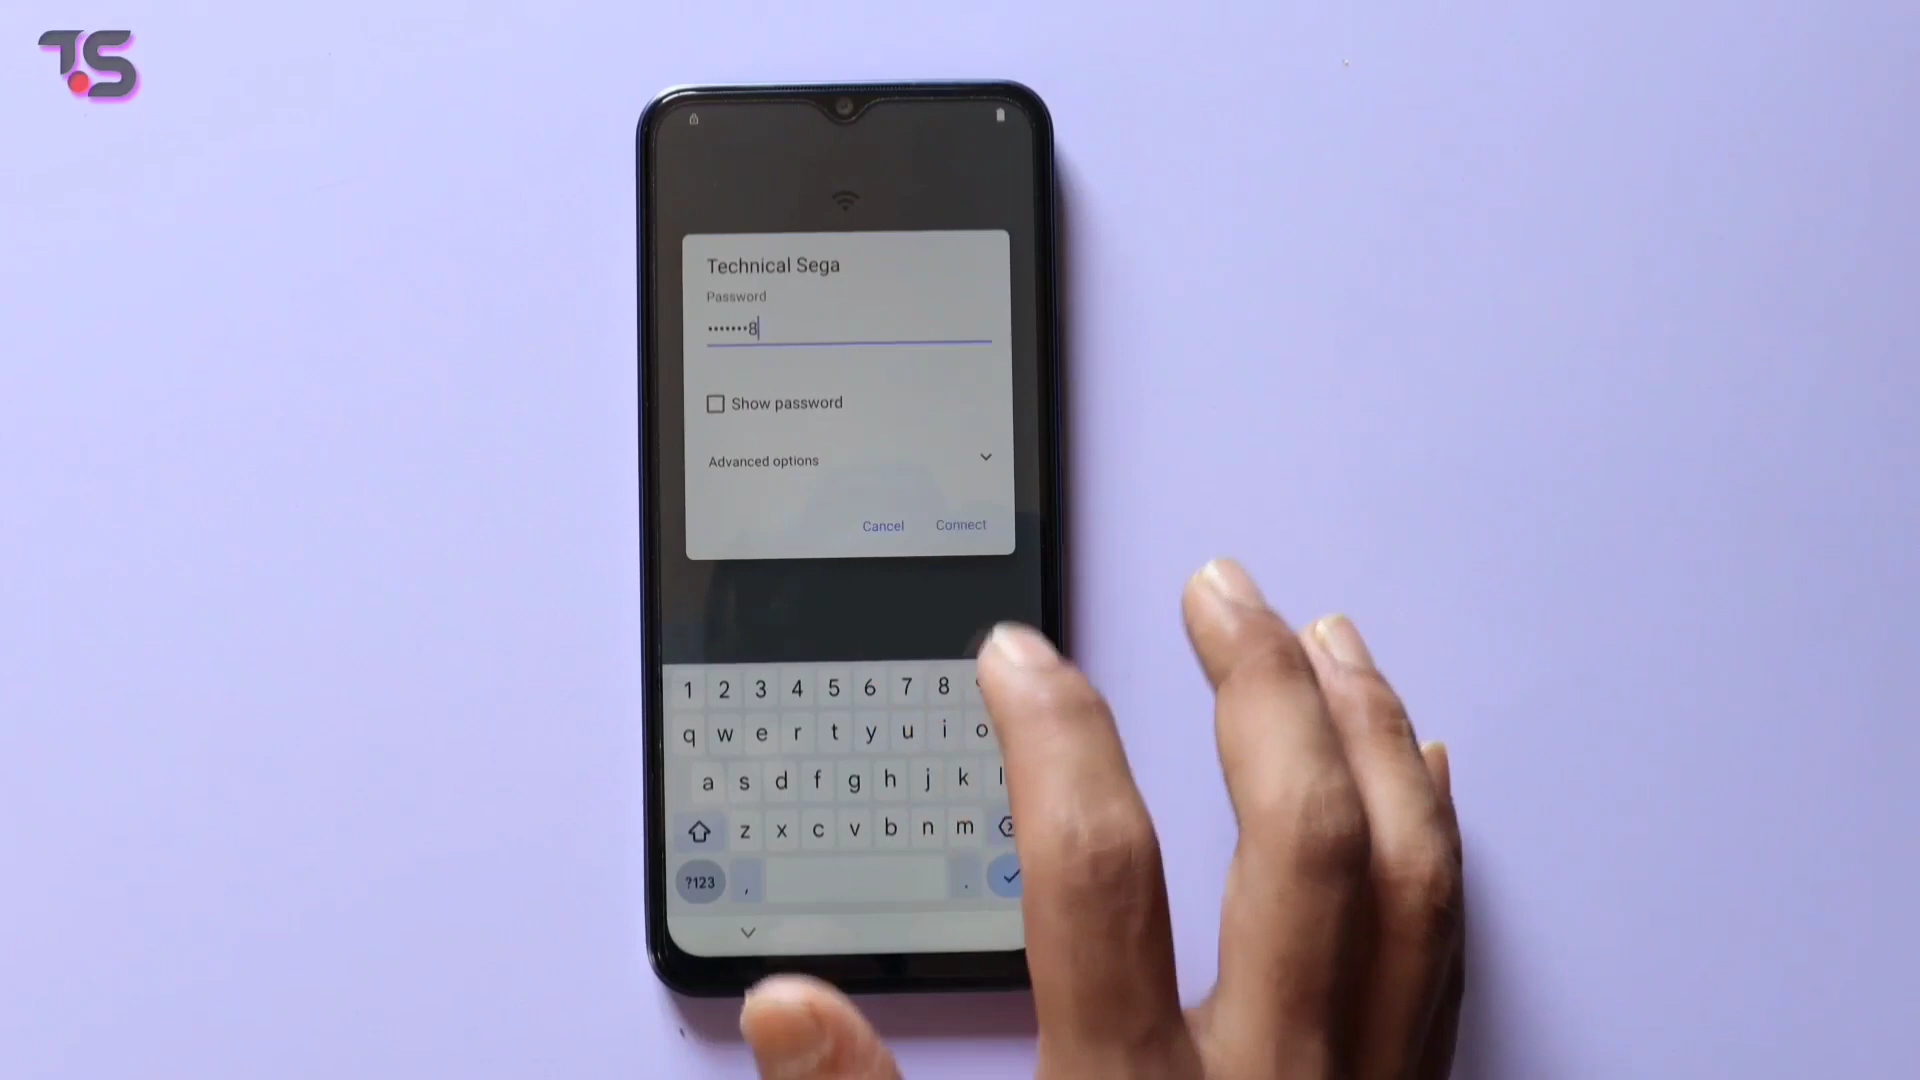 TS
Technical Sega
Password
•••••••8
Show password
Advanced options
Cancel Connect
1 2 3 4 5 6 7 8
q w e r t y u i o
a s d f g h j k l
z x c v b n m
?123 , .